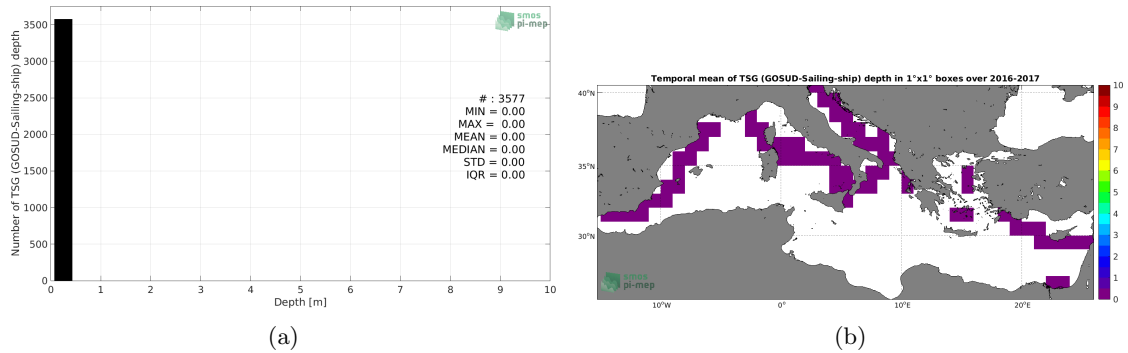 smos
pi-mep
# : 3577
MIN = 0.00
MAX = 0.00
MEAN = 0.00
MEDIAN = 0.00
STD = 0.00
IQR = 0.00
Number of TSG (GOSUD-Sailing-ship) depth
3500
3000
2500
2000
1500
1000
500
0
0 1 2 3 4 5 6 7 8 9 10
Depth [m]
(a)
Temporal mean of TSG (GOSUD-Sailing-ship) depth in 1°x1° boxes over 2016-2017
40°N
35°N
30°N
10°W 0° 10°E 20°E
smos
pi-mep
10
9
8
7
6
5
4
3
2
1
0
(b)